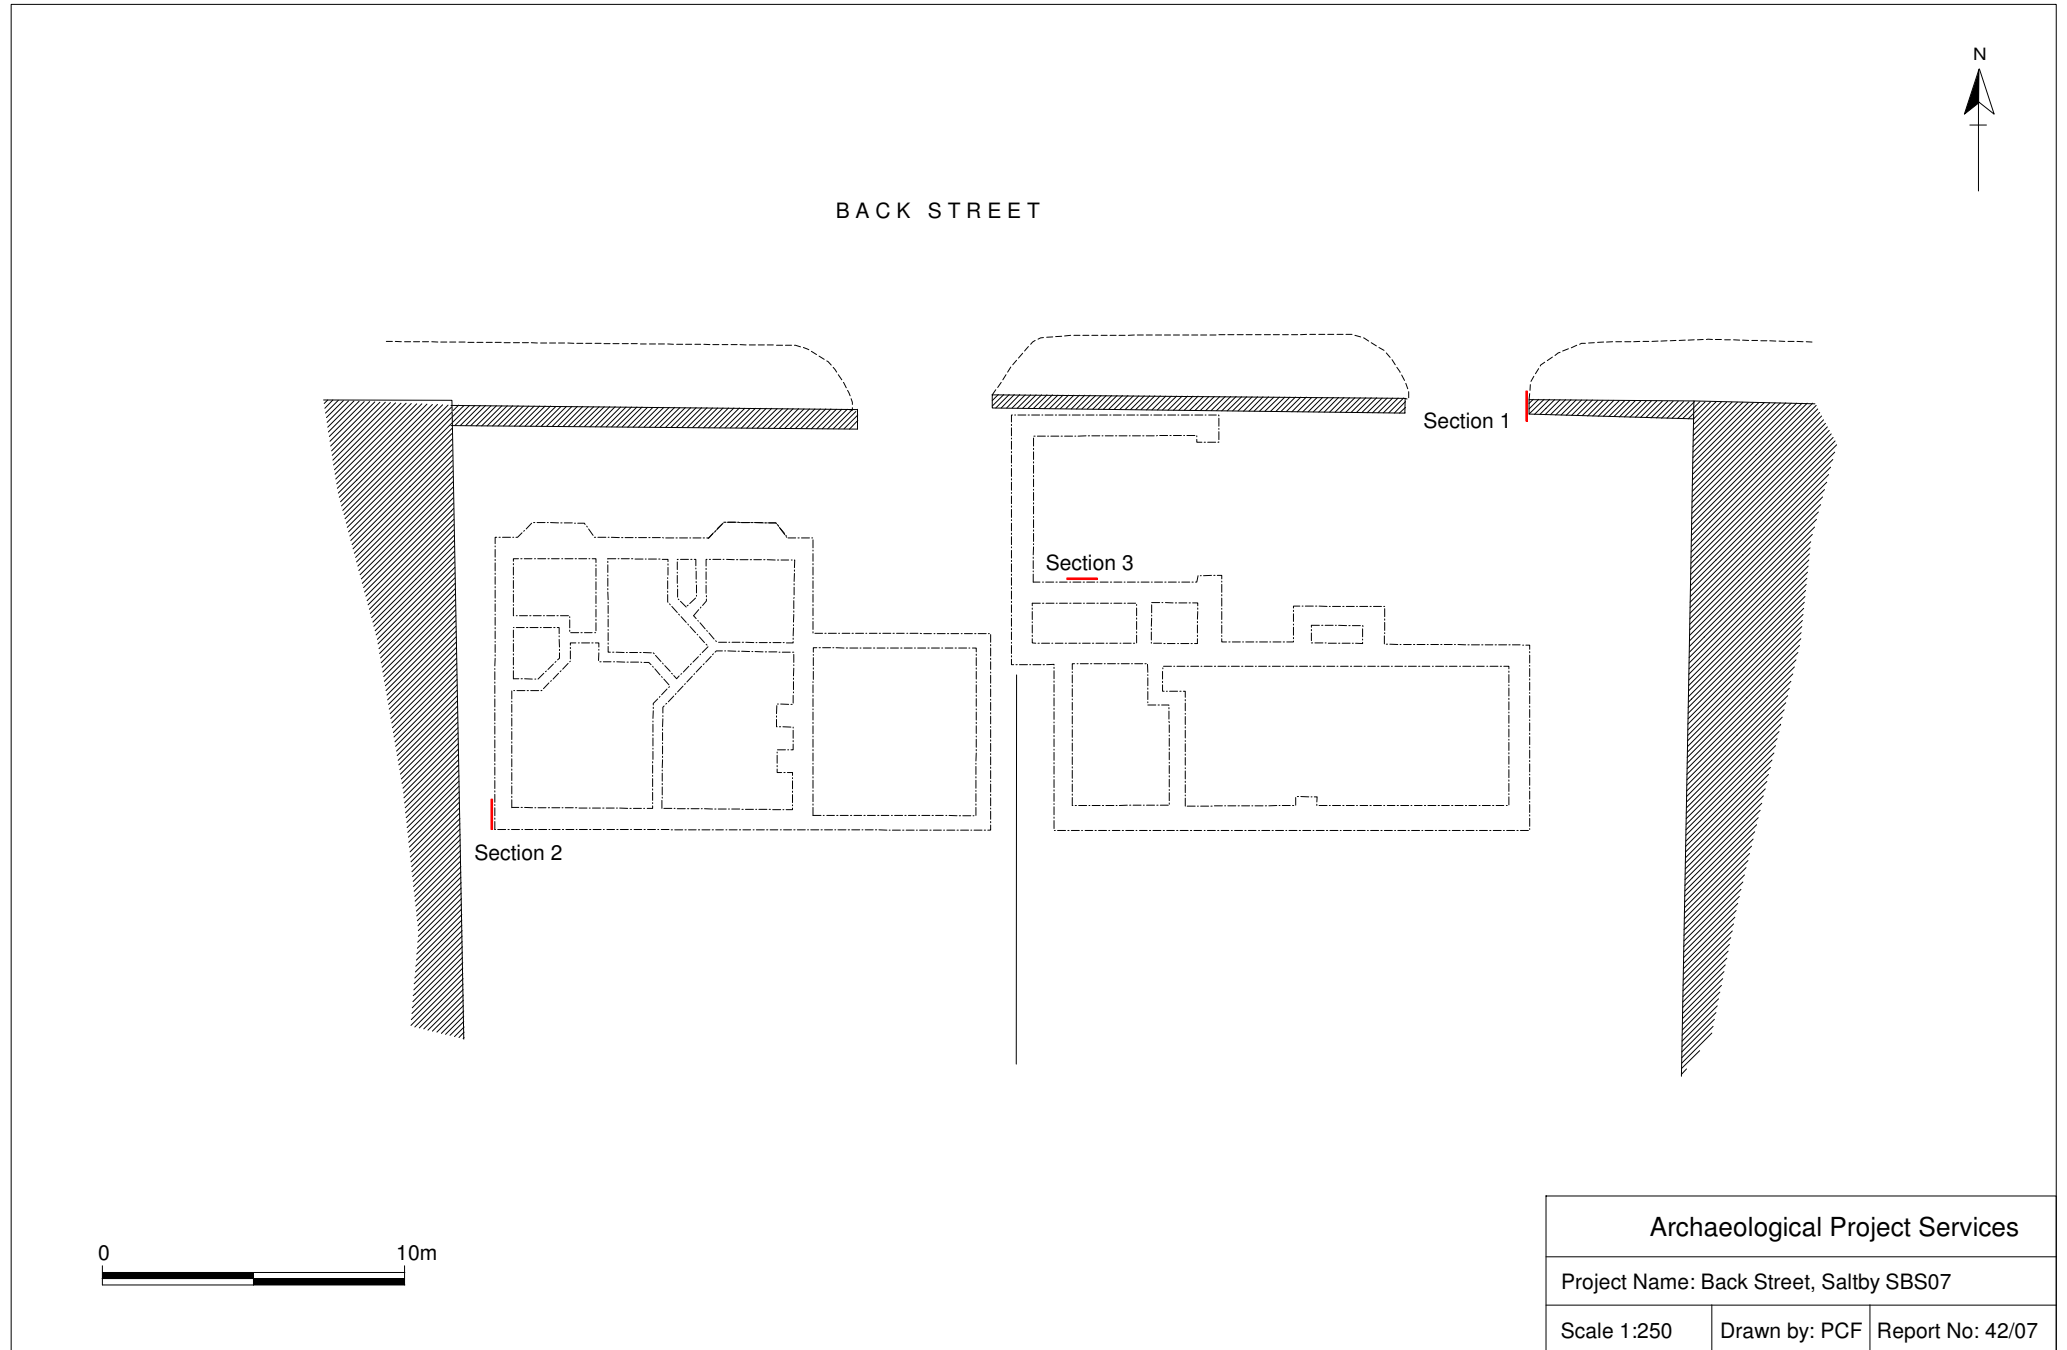 N
BACK STREET
Section 1
Section 3
Section 2
0 10m
Archaeological Project Services
Project Name: Back Street, Saltby SBS07
Scale 1:250 Drawn by: PCF Report No: 42/07